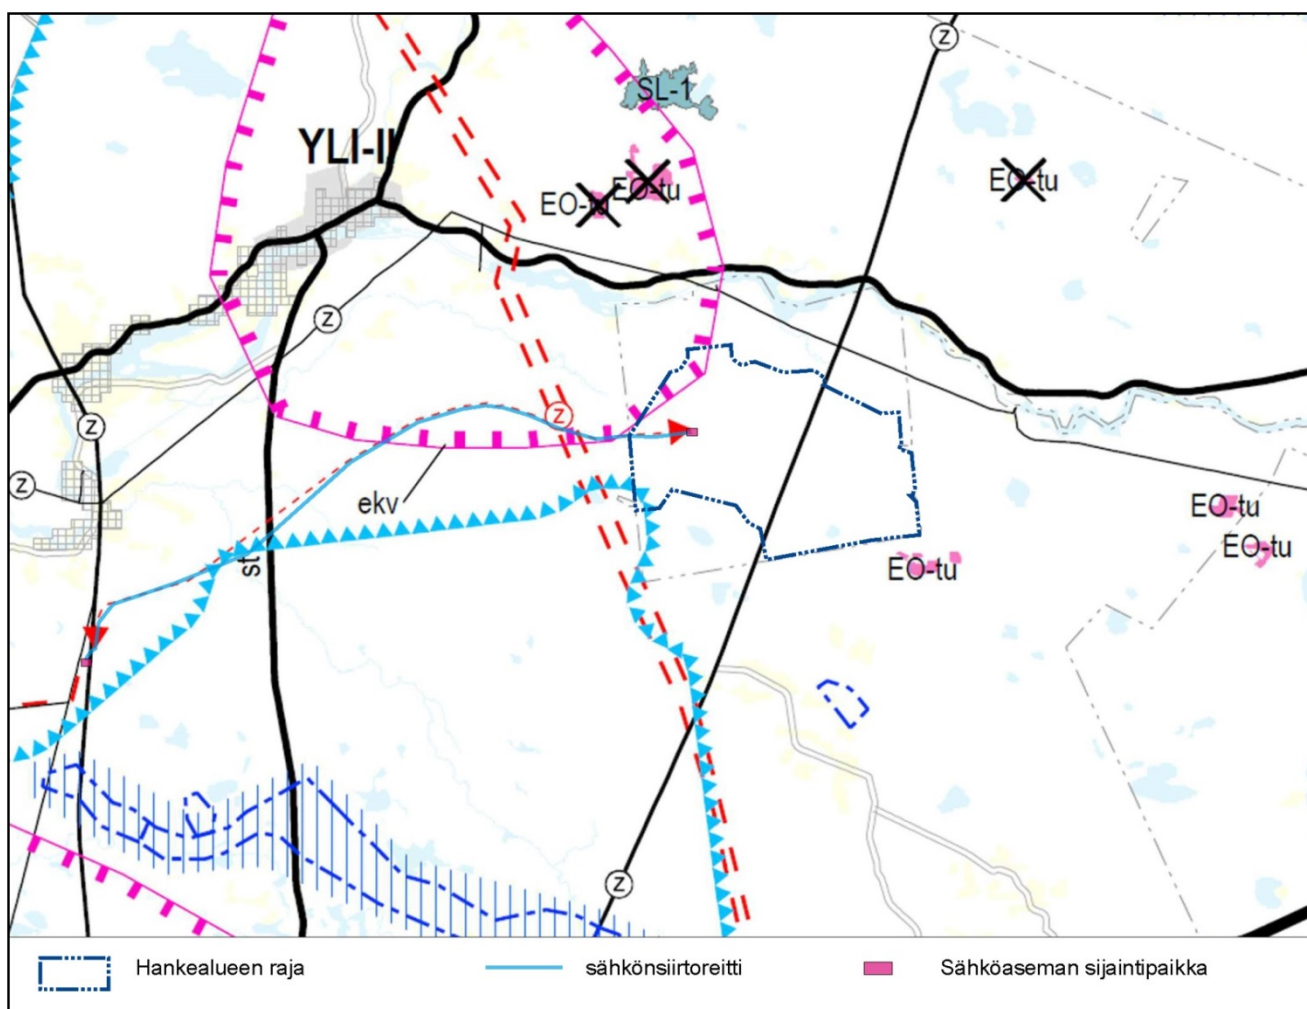 Z
SL-1
YLI-II
EO-tu
EO-tu
EO-tu
Z
Z
Z
Z
ekv
EO-tu
EO-tu
EO-tu
st
Z
Hankealueen raja
sähkönsiirtoreitti
Sähköaseman sijaintipaikka